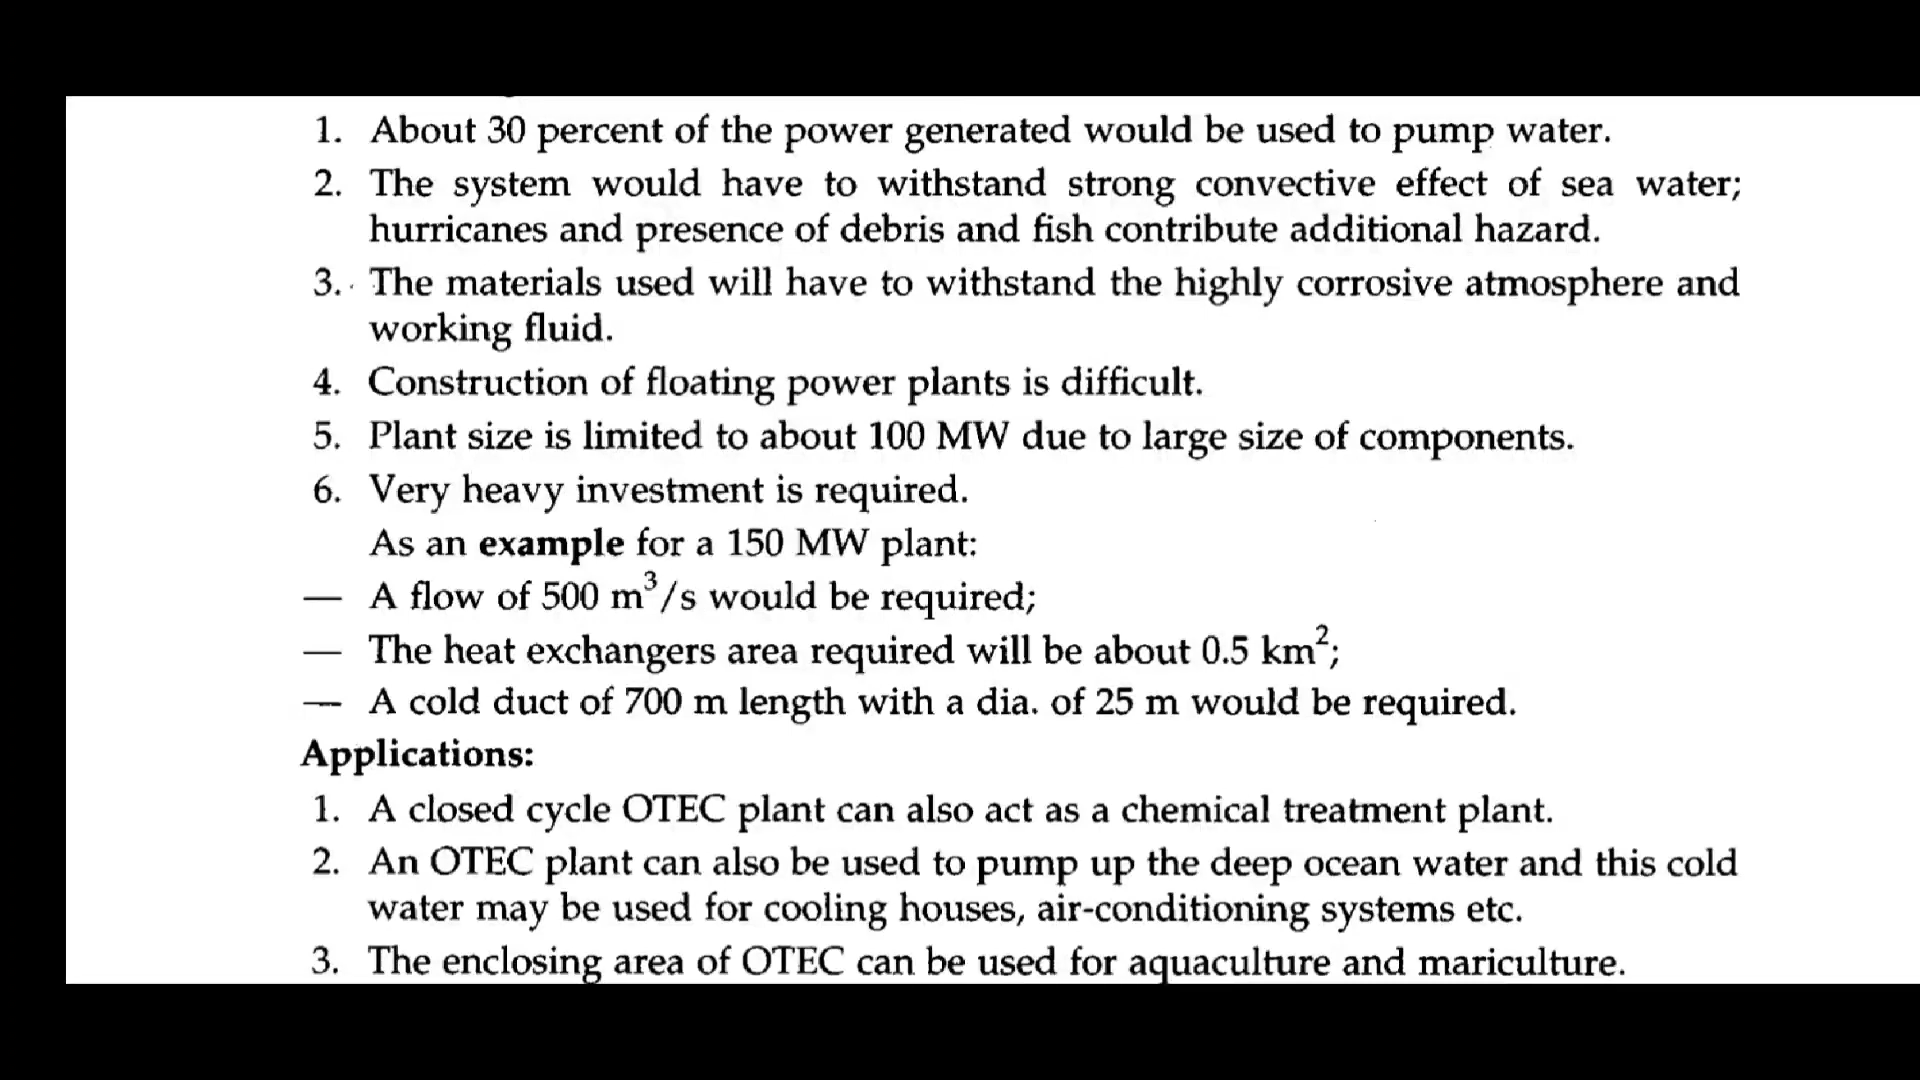 1. About 30 percent of the power generated would be used to pump water.
2. The system would have to withstand strong convective effect of sea water;
hurricanes and presence of debris and fish contribute additional hazard.
3. The materials used will have to withstand the highly corrosive atmosphere and
working fluid.
4. Construction of floating power plants is difficult.
5. Plant size is limited to about 100 MW due to large size of components.
6. Very heavy investment is required.
As an example for a 150 MW plant:
— A flow of 500 m³/s would be required;
— The heat exchangers area required will be about 0.5 km²;
— A cold duct of 700 m length with a dia. of 25 m would be required.
Applications:
1. A closed cycle OTEC plant can also act as a chemical treatment plant.
2. An OTEC plant can also be used to pump up the deep ocean water and this cold
water may be used for cooling houses, air-conditioning systems etc.
3. The enclosing area of OTEC can be used for aquaculture and mariculture.